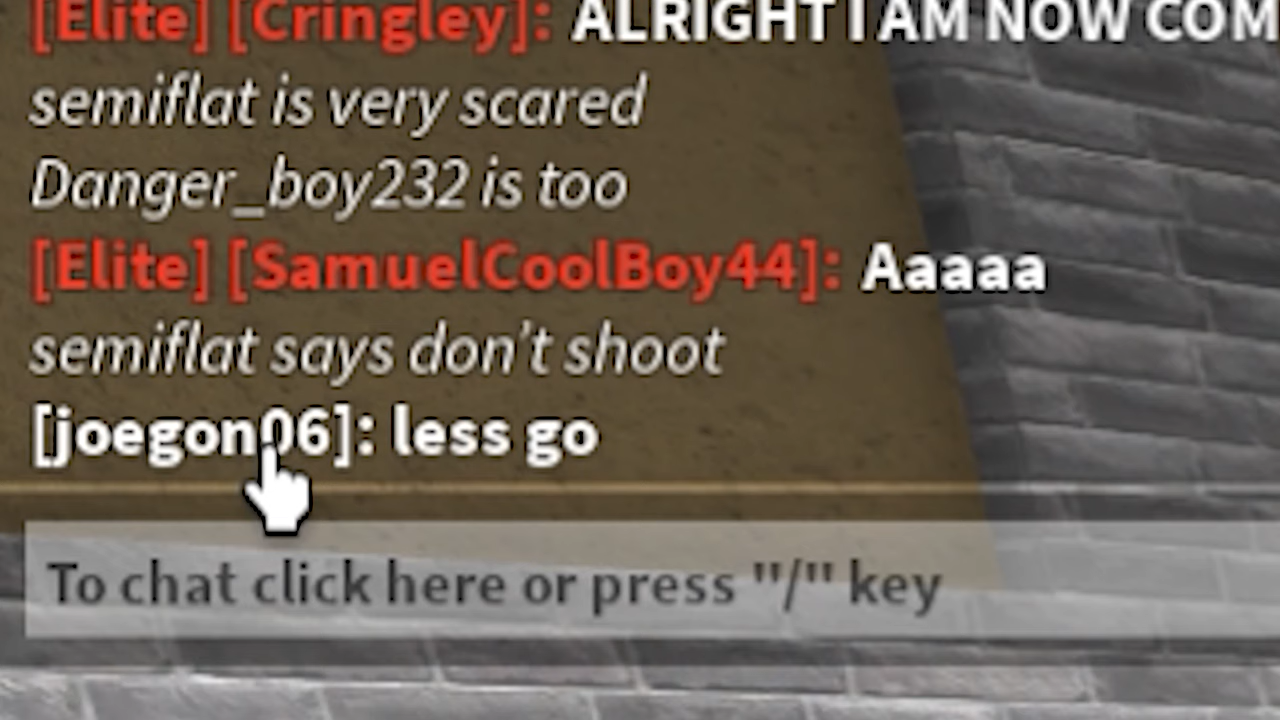 [Elite] [Cringley]: ALRIGHT I AM NOW
semiflat is very scared
Danger_boy232 is too
[Elite] [SamuelCoolBoy44]: Aaaaa
semiflat says don't shoot
[joegon06]: less go
To chat click here or press "/" key